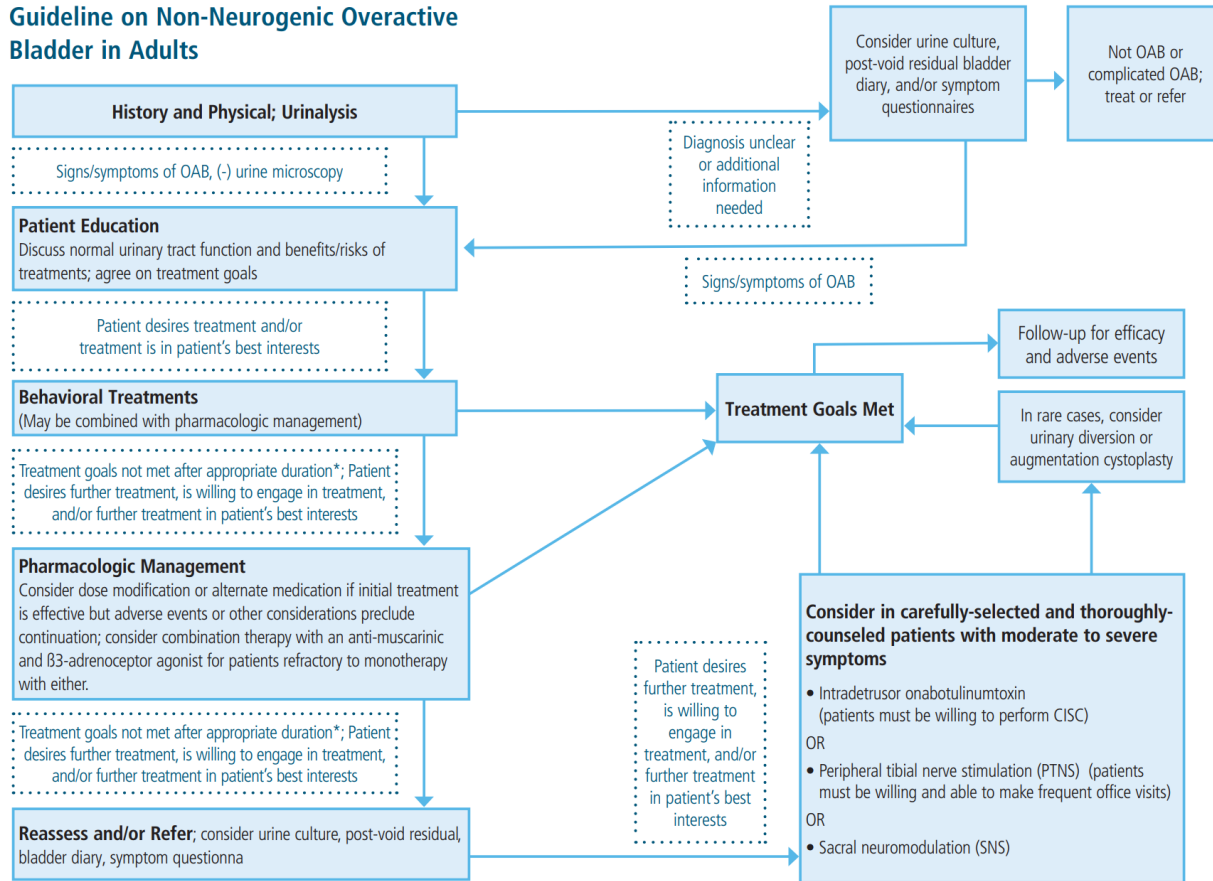 Guideline on Non-Neurogenic Overactive
Bladder in Adults
History and Physical; Urinalysis
Signs/symptoms of OAB, (-) urine microscopy
Consider urine culture,
post-void residual bladder
diary, and/or symptom
questionnaires
Not OAB or
complicated OAB;
treat or refer
Diagnosis unclear
or additional
information
needed
Patient Education
Discuss normal urinary tract function and benefits/risks of
treatments; agree on treatment goals
Signs/symptoms of OAB
Patient desires treatment and/or
treatment is in patient's best interests
Behavioral Treatments
(May be combined with pharmacologic management)
Treatment Goals Met
Follow-up for efficacy
and adverse events
In rare cases, consider
urinary diversion or
augmentation cystoplasty
Treatment goals not met after appropriate duration*; Patient
desires further treatment, is willing to engage in treatment,
and/or further treatment in patient's best interests
Pharmacologic Management
Consider dose modification or alternate medication if initial treatment
is effective but adverse events or other considerations preclude
continuation; consider combination therapy with an anti-muscarinic
and ß3-adrenoceptor agonist for patients refractory to monotherapy
with either.
Treatment goals not met after appropriate duration*; Patient
desires further treatment, is willing to engage in treatment,
and/or further treatment in patient's best interests
Reassess and/or Refer; consider urine culture, post-void residual,
bladder diary, symptom questionna
Patient desires
further treatment,
is willing to
engage in
treatment, and/or
further treatment
in patient's best
interests
Consider in carefully-selected and thoroughly-
counseled patients with moderate to severe
symptoms
• Intradetrusor onabotulinumtoxin
(patients must be willing to perform CISC)
OR
• Peripheral tibial nerve stimulation (PTNS) (patients
must be willing and able to make frequent office visits)
OR
• Sacral neuromodulation (SNS)